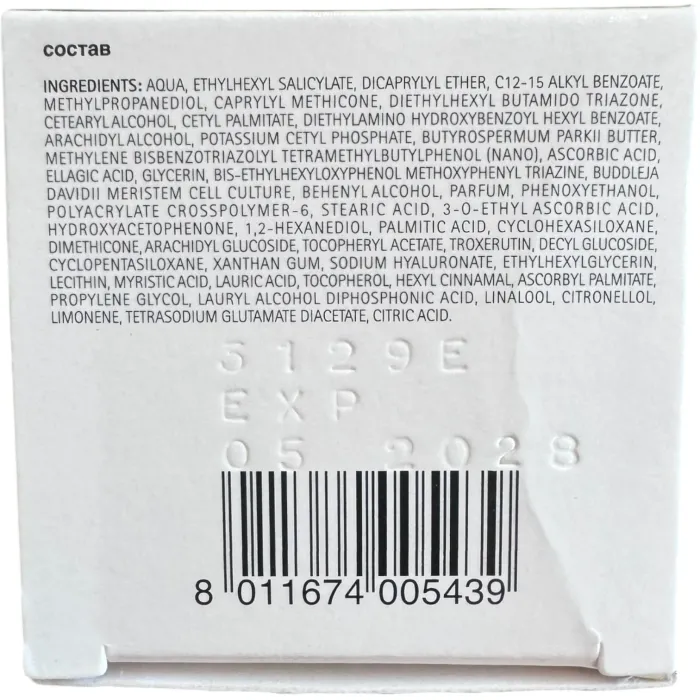 состав
INGREDIENTS: AQUA, ETHYLHEXYL SALICYLATE, DICAPRYLYL ETHER, C12-15 ALKYL BENZOATE,
METHYLPROPANEDIOL, CAPRYLYL METHICONE, DIETHYLHEXYL BUTAMIDO TRIAZONE,
CETEARYL ALCOHOL, CETYL PALMITATE, DIETHYLAMINO HYDROXYBENZOYL HEXYL BENZOATE,
ARACHIDYL ALCOHOL, POTASSIUM CETYL PHOSPHATE, BUTYROSPERMUM PARKII BUTTER,
METHYLENE BISBENZOTRIAZOLYL TETRAMETHYLBUTYLPHENOL (NANO), ASCORBIC ACID,
ELLAGIC ACID, GLYCERIN, BIS-ETHYLHEXYLOXYPHENOL METHOXYPHENYL TRIAZINE, BUDDLEJA
DAVIDII MERISTEM CELL CULTURE, BEHENYL ALCOHOL, PARFUM, PHENOXYETHANOL,
POLYACRYLATE CROSSPOLYMER-6, STEARIC ACID, 3-O-ETHYL ASCORBIC ACID,
HYDROXYACETOPHENONE, 1,2-HEXANEDIOL, PALMITIC ACID, CYCLOHEXASILOXANE,
DIMETHICONE, ARACHIDYL GLUCOSIDE, TOCOPHERYL ACETATE, TROXERUTIN, DECYL GLUCOSIDE,
CYCLOPENTASILOXANE, XANTHAN GUM, SODIUM HYALURONATE, ETHYLHEXYLGLYCERIN,
LECITHIN, MYRISTIC ACID, LAURIC ACID, TOCOPHEROL, HEXYL CINNAMAL, ASCORBYL PALMITATE,
PROPYLENE GLYCOL, LAURYL ALCOHOL DIPHOSPHONIC ACID, LINALOOL, CITRONELLOL,
LIMONENE, TETRASODIUM GLUTAMATE DIACETATE, CITRIC ACID.
5129E
EXP
05 2028
8 011674 005439